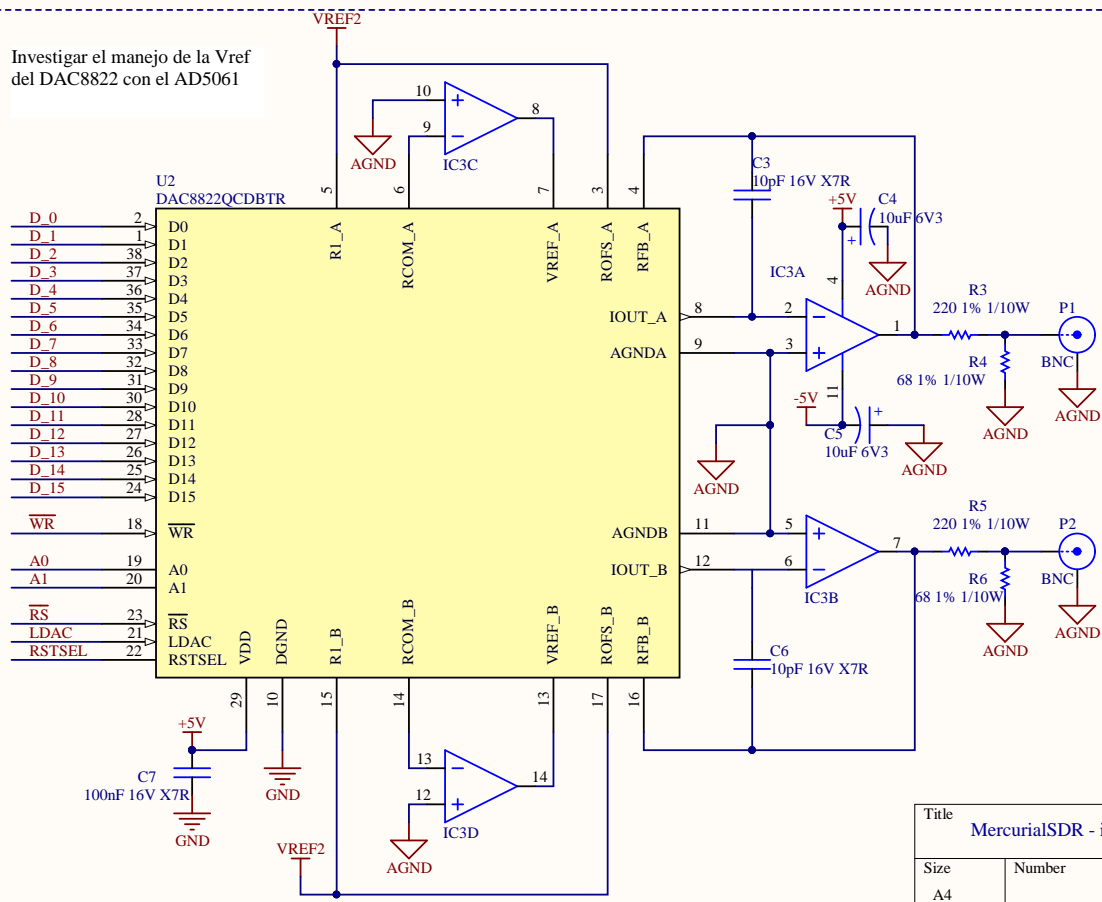 VREF2
Investigar el manejo de la Vref
del DAC8822 con el AD5061
10
9
8
AGND
IC3C
U2
DAC8822QCDBTR
5
6
7
3
4
R1_A
RCOM_A
VREF_A
ROFS_A
RFB_A
C3
10pF 16V X7R
+5V
C4
10uF 6V3
+
AGND
D_0 2 D0
D_1 1 D1
D_2 38 D2
D_3 37 D3
D_4 36 D4
D_5 35 D5
D_6 34 D6
D_7 33 D7
D_8 32 D8
D_9 31 D9
D_10 30 D10
D_11 28 D11
D_12 27 D12
D_13 26 D13
D_14 25 D14
D_15 24 D15
WR 18 WR
A0 19 A0
A1 20 A1
RS 23 RS
LDAC 21 LDAC
RSTSEL 22 RSTSEL
IC3A
4
IOUT_A 8
2
AGNDA 9
3
1
11
R3
220 1% 1/10W
R4
68 1% 1/10W
AGND
P1
BNC
AGND
-5V
C5
10uF 6V3
+
AGND
AGND
AGNDB 11
5
IOUT_B 12
6
7
IC3B
R5
220 1% 1/10W
R6
68 1% 1/10W
AGND
P2
BNC
AGND
C6
10pF 16V X7R
VDD
DGND
R1_B
RCOM_B
VREF_B
ROFS_B
RFB_B
29
10
15
14
13
17
16
+5V
C7
100nF 16V X7R
GND
GND
13
12
14
AGND
IC3D
VREF2
Title
MercurialSDR - i
Size
Number
A4